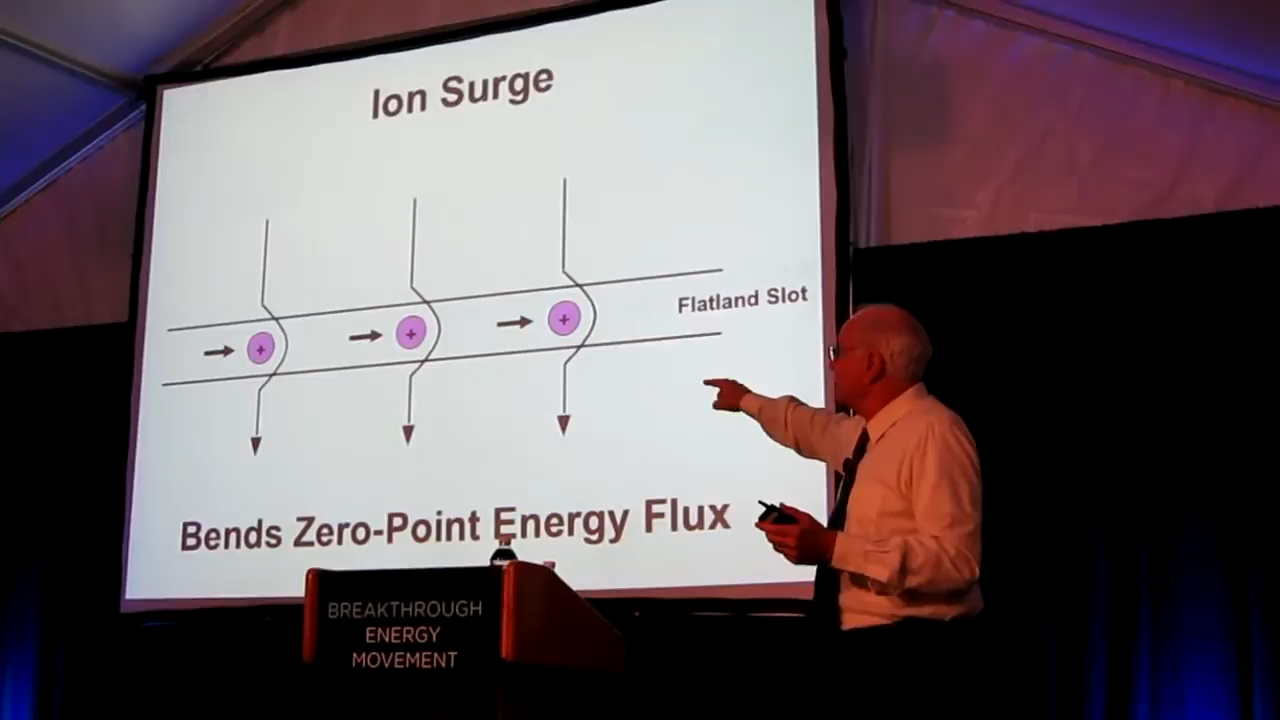 Ion Surge
Flatland Slot
+ + +
Bends Zero-Point Energy Flux
BREAKTHROUGH
ENERGY
MOVEMENT